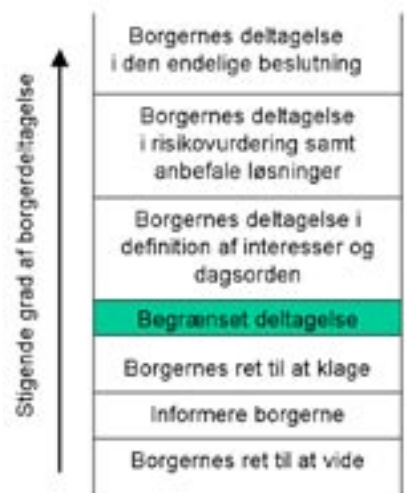 Stigende grad af borgerdeltagelse
Borgernes deltagelse
i den endelige beslutning
Borgernes deltagelse
i risikovurdering samt
anbefale løsninger
Borgernes deltagelse i
definition af interesser og
dagsorden
Begrænset deltagelse
Borgernes ret til at klage
Informere borgerne
Borgernes ret til at vide